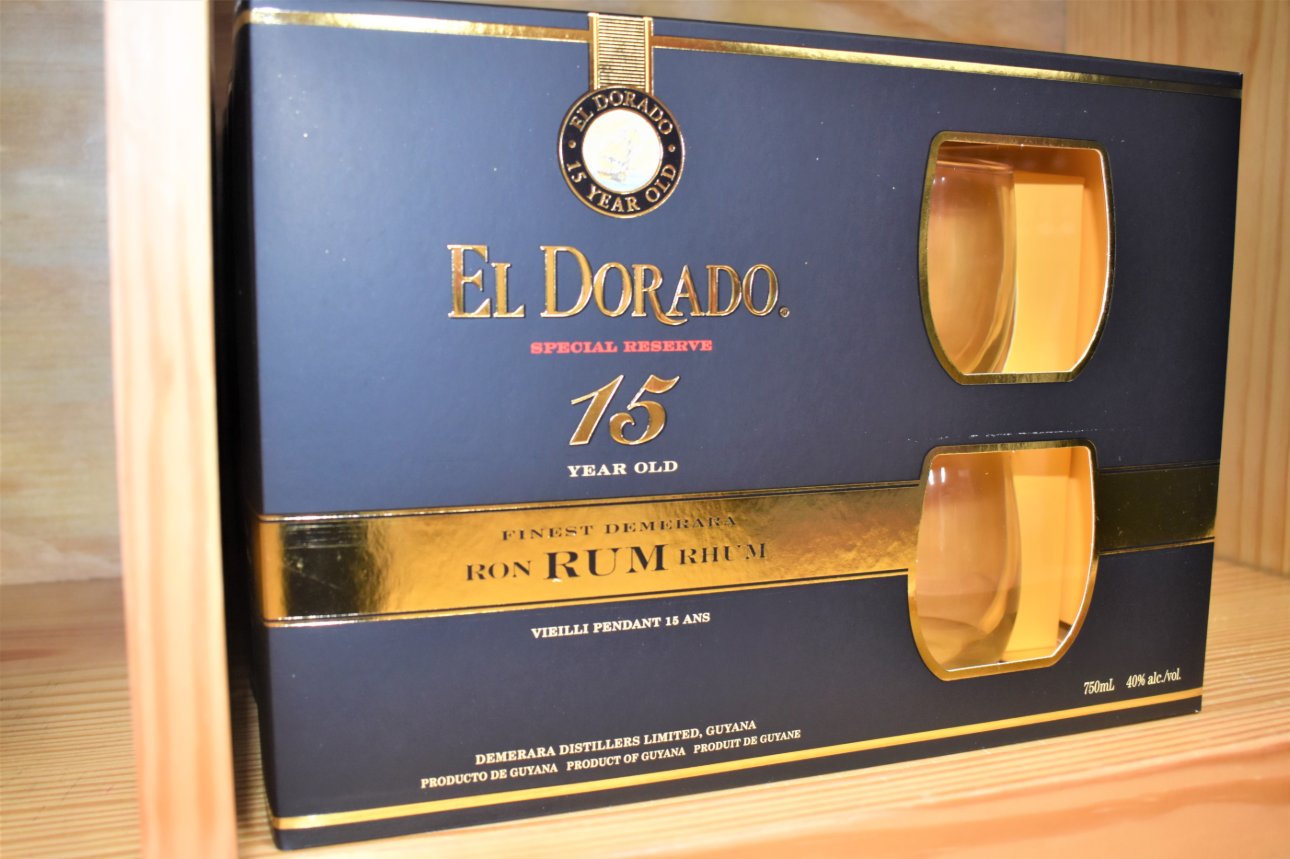 EL DORADO
15 YEAR OLD
EL DORADO®
SPECIAL RESERVE
15
YEAR OLD
FINEST DEMERARA
RON RUM RHUM
VIEILLI PENDANT 15 ANS
750mL 40% alc./vol.
DEMERARA DISTILLERS LIMITED, GUYANA
PRODUCTO DE GUYANA PRODUCT OF GUYANA PRODUIT DE GUYANE